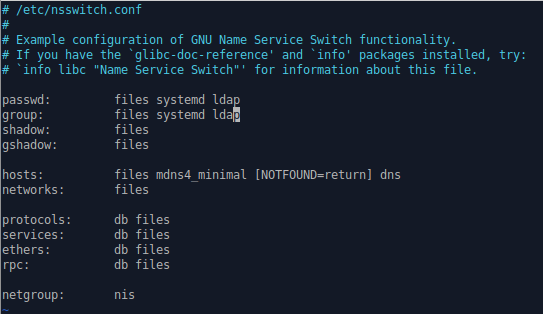 # /etc/nsswitch.conf
#
# Example configuration of GNU Name Service Switch functionality.
# If you have the `glibc-doc-reference' and `info' packages installed, try:
# `info libc "Name Service Switch"' for information about this file.

passwd:         files systemd ldap
group:          files systemd ldap
shadow:         files
gshadow:        files

hosts:          files mdns4_minimal [NOTFOUND=return] dns
networks:       files

protocols:      db files
services:       db files
ethers:         db files
rpc:            db files

netgroup:       nis
~